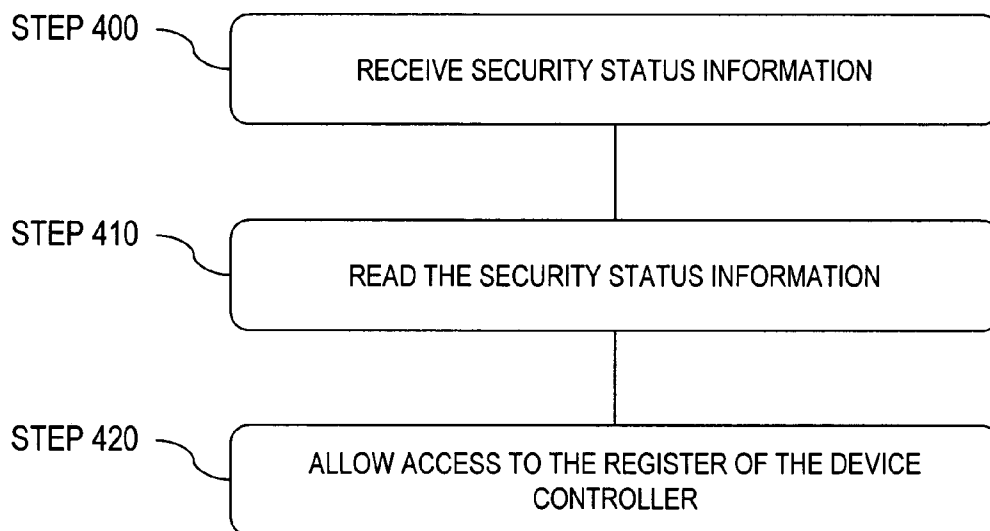 STEP 400
RECEIVE SECURITY STATUS INFORMATION
STEP 410
READ THE SECURITY STATUS INFORMATION
STEP 420
ALLOW ACCESS TO THE REGISTER OF THE DEVICE
CONTROLLER